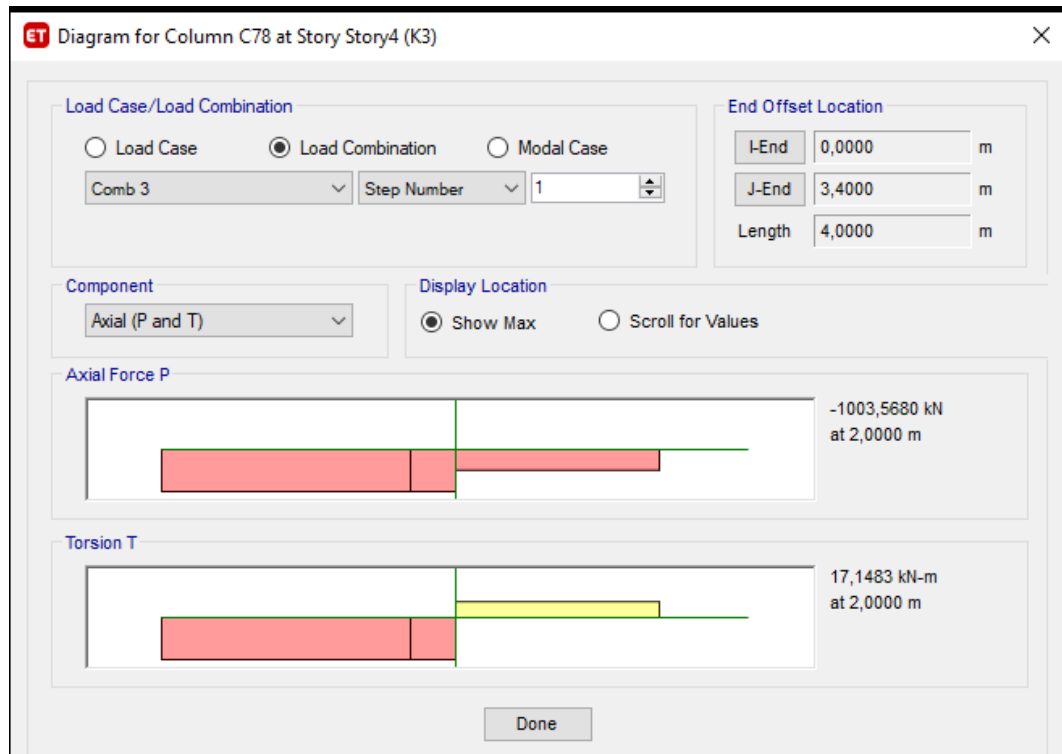 ET Diagram for Column C78 at Story Story4 (K3)
Load Case/Load Combination
Load Case Load Combination Modal Case
Comb 3 Step Number 1
End Offset Location
I-End 0,0000 m
J-End 3,4000 m
Length 4,0000 m
Component
Axial (P and T)
Display Location
Show Max Scroll for Values
Axial Force P
-1003,5680 kN
at 2,0000 m
Torsion T
17,1483 kN-m
at 2,0000 m
Done